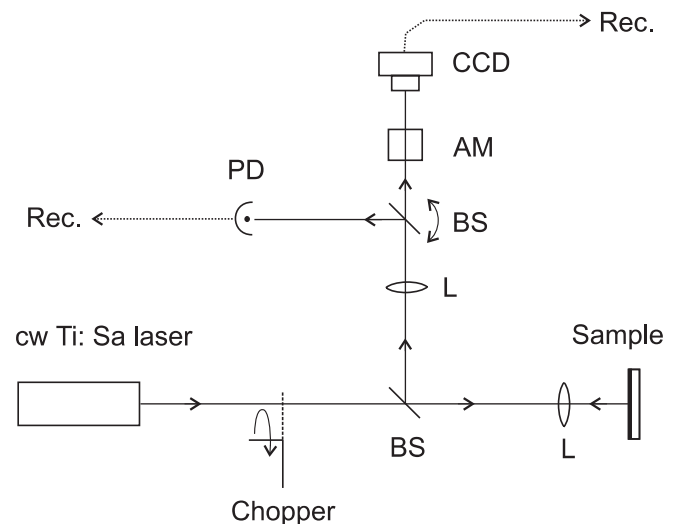 Rec.
CCD
AM
PD
Rec.
BS
L
cw Ti: Sa laser
Sample
BS
L
Chopper